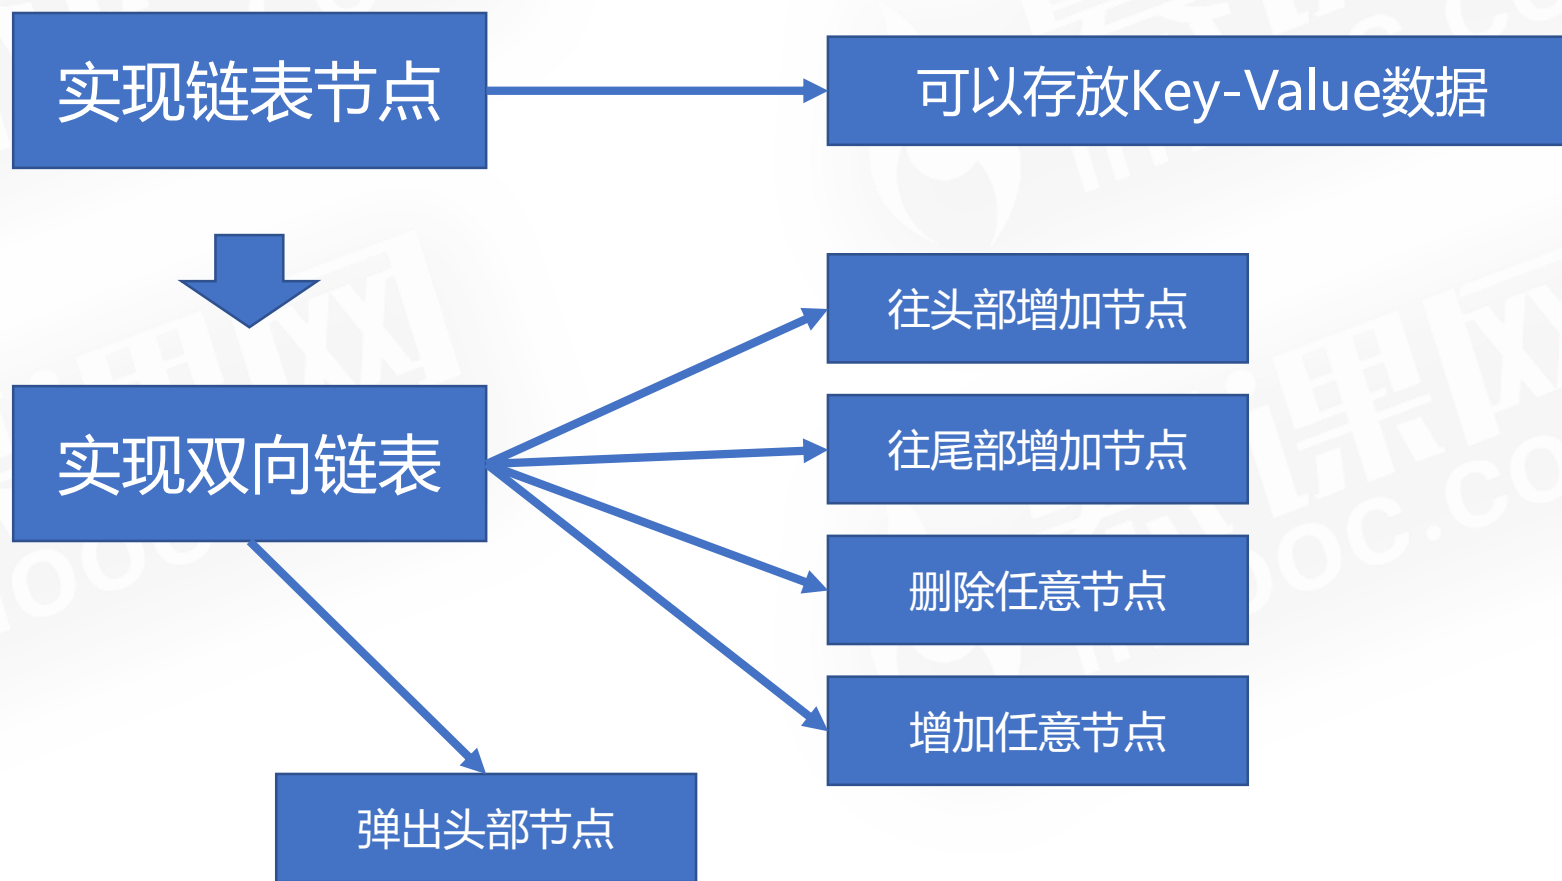 实现链表节点
可以存放Key-Value数据
往头部增加节点
往尾部增加节点
实现双向链表
删除任意节点
增加任意节点
弹出头部节点